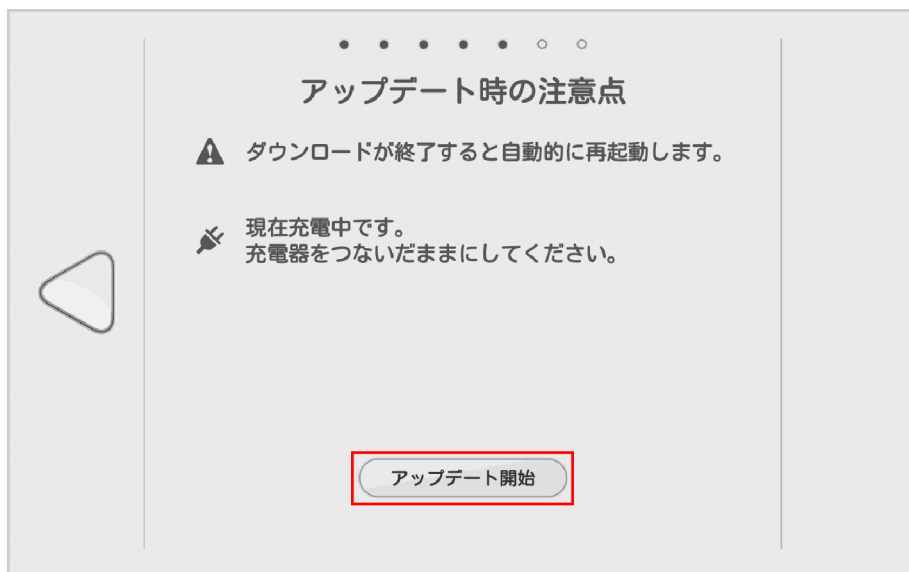 アップデート時の注意点
ダウンロードが終了すると自動的に再起動します。
現在充電中です。
充電器をつないだままにしてください。
アップデート開始